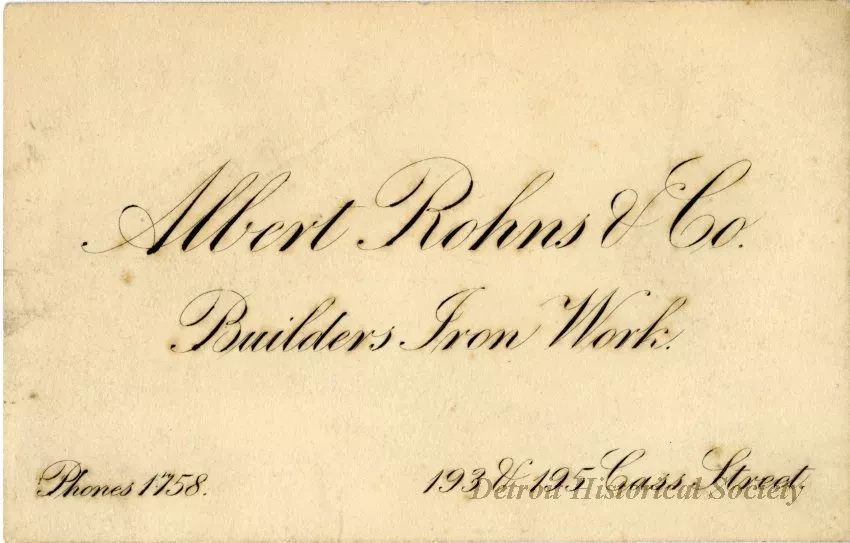 Albert Rohns & Co.
Builders Iron Work.
Phones 1758.
193 & 195 Cass Street.
Detroit Historical Society